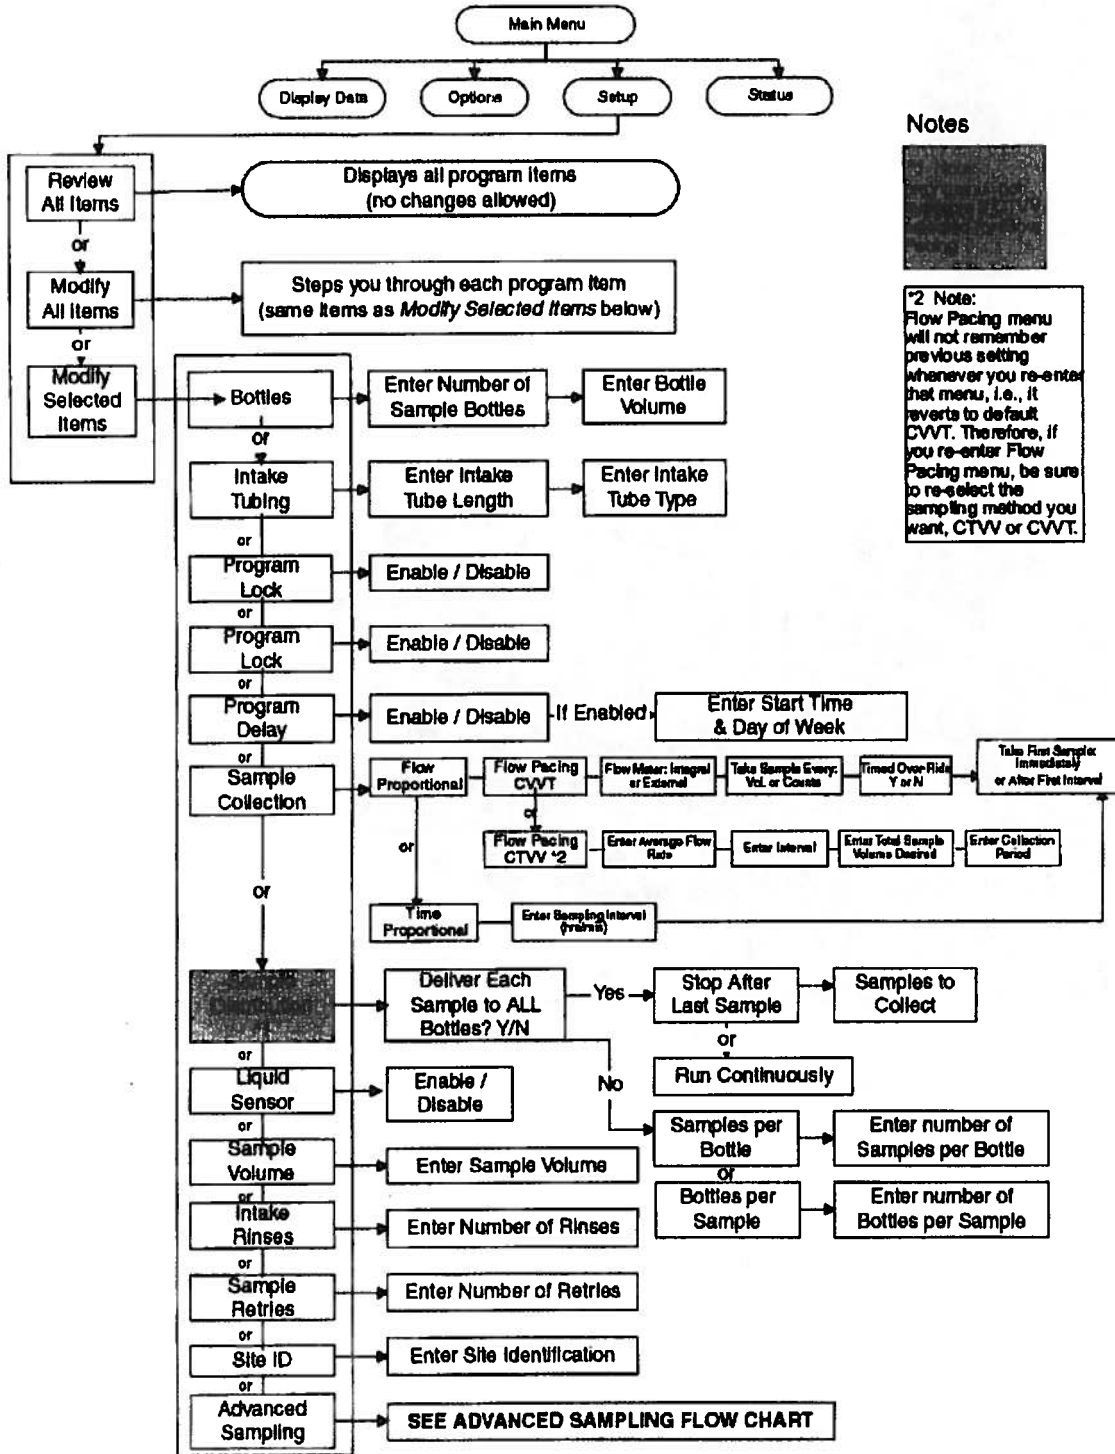 Main Menu
Display Data
Options
Setup
Status
Notes
Review
All Items
Displays all program items
(no changes allowed)
or
Modify
All Items
Steps you through each program item
(same items as Modify Selected Items below)
or
Modify
Selected
Items
*2 Note:
Flow Pacing menu
will not remember
previous setting
whenever you re-enter
that menu, i.e., it
reverts to default
CVVT. Therefore, if
you re-enter Flow
Pacing menu, be sure
to re-select the
sampling method you
want, CTVV or CVVT.
Bottles
Enter Number of
Sample Bottles
Enter Bottle
Volume
or
Intake
Tubing
Enter Intake
Tube Length
Enter Intake
Tube Type
or
Program
Lock
Enable / Disable
or
Program
Lock
Enable / Disable
or
Program
Delay
Enable / Disable
If Enabled
Enter Start Time
& Day of Week
or
Sample
Collection
Flow
Proportional
Flow Pacing
CVVT
Flow Meter: Integral
or External
Take Sample Every:
Vol. or Counts
Timed Over Ride
Y or N
Take First Sample:
Immediately
or After First Interval
or
or
Flow Pacing
CTVV *2
Enter Average Flow
Rate
Enter Interval
Enter Total Sample
Volume Desired
Enter Collection
Period
Time
Proportional
Enter Sampling Interval
or
Sample
Distribution
Deliver Each
Sample to ALL
Bottles? Y/N
Yes
Stop After
Last Sample
Samples to
Collect
or
Run Continuously
No
Samples per
Bottle
Enter number of
Samples per Bottle
or
Bottles per
Sample
Enter number of
Bottles per Sample
or
Liquid
Sensor
Enable /
Disable
or
Sample
Volume
Enter Sample Volume
or
Intake
Rinses
Enter Number of Rinses
or
Sample
Retries
Enter Number of Retries
or
Site ID
Enter Site Identification
or
Advanced
Sampling
SEE ADVANCED SAMPLING FLOW CHART